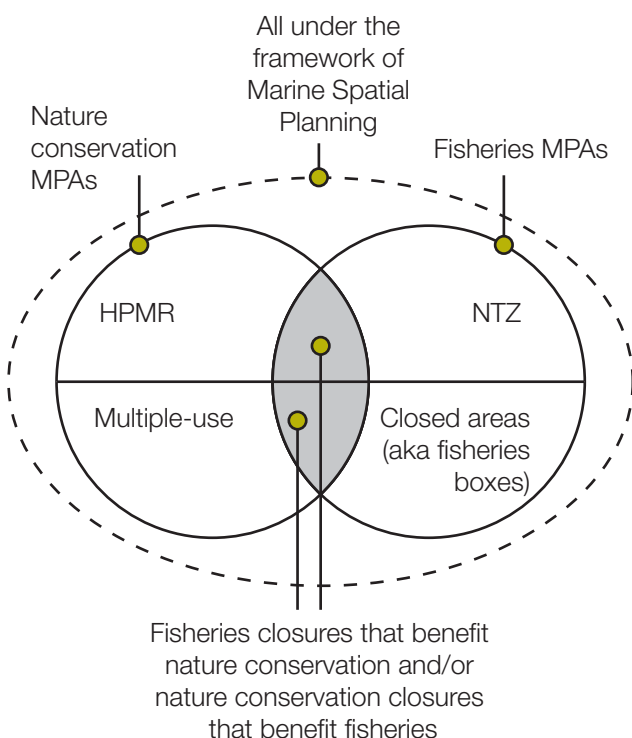 All under the
framework of
Marine Spatial
Planning
Nature
conservation
MPAs
Fisheries MPAs
HPMR
NTZ
Multiple-use
Closed areas
(aka fisheries
boxes)
Fisheries closures that benefit
nature conservation and/or
nature conservation closures
that benefit fisheries